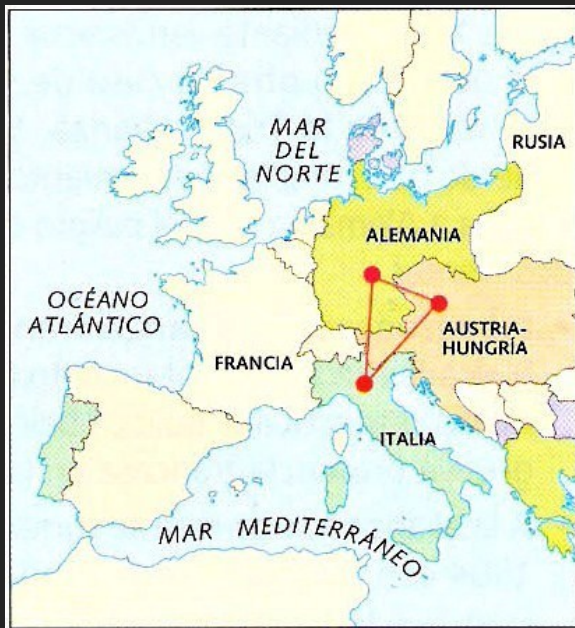 MAR
DEL
NORTE
RUSIA
ALEMANIA
OCÉANO
ATLÁNTICO
AUSTRIA-
HUNGRÍA
FRANCIA
ITALIA
MAR MEDITERRÁNEO